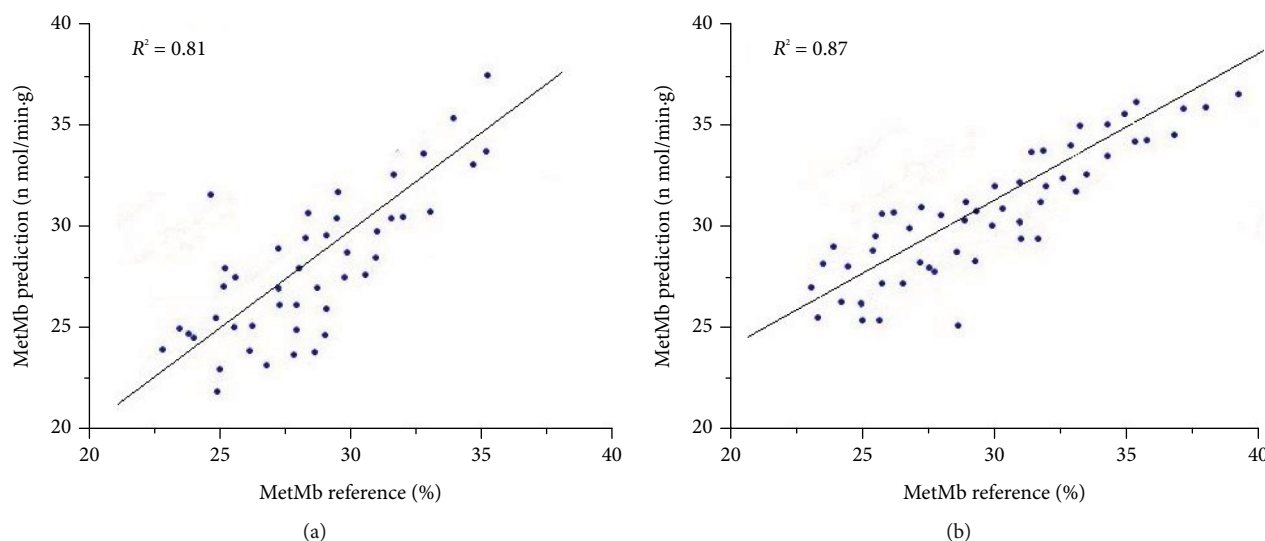 R² = 0.81
40
35
30
25
20
MetMb prediction (n mol/min·g)
20 25 30 35 40
MetMb reference (%)
(a)
R² = 0.87
40
35
30
25
20
MetMb prediction (n mol/min·g)
20 25 30 35 40
MetMb reference (%)
(b)